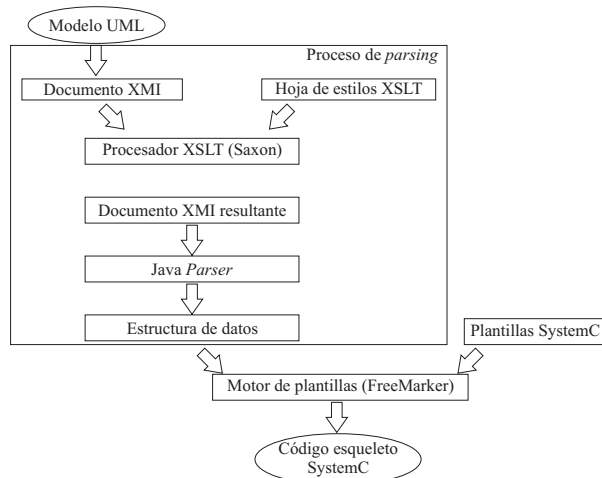 Modelo UML
Proceso de parsing
Documento XMI
Hoja de estilos XSLT
Procesador XSLT (Saxon)
Documento XMI resultante
Java Parser
Estructura de datos
Plantillas SystemC
Motor de plantillas (FreeMarker)
Código esqueleto
SystemC